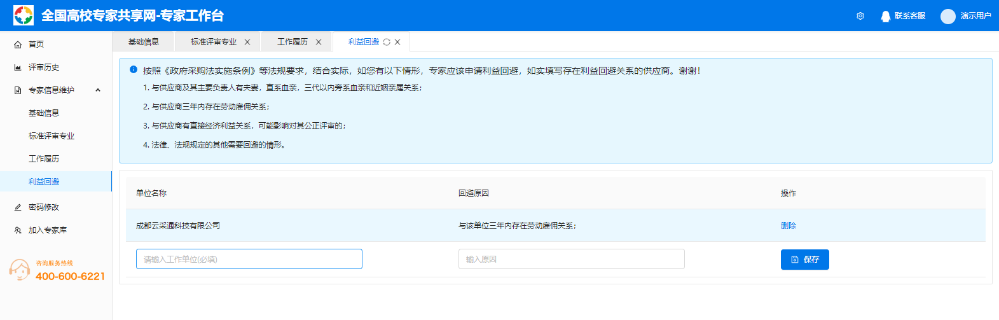 全国高校专家共享网-专家工作台
联系客服
演示用户
首页
评审历史
专家信息维护
基础信息
标准评审专业
工作履历
利益回避
密码修改
加入专家库
咨询服务热线
400-600-6221
基础信息
标准评审专业
工作履历
利益回避
按照《政府采购法实施条例》等法规要求，结合实际，如您有以下情形，专家应该申请利益回避，如实填写存在利益回避关系的供应商。谢谢！
1. 与供应商及其主要负责人有夫妻，直系血亲，三代以内旁系血亲和近姻亲属关系；
2. 与供应商三年内存在劳动雇佣关系；
3. 与供应商有直接经济利益关系，可能影响对其公正评审的；
4. 法律、法规规定的其他需要回避的情形。
单位名称
回避原因
操作
成都云采通科技有限公司
与该单位三年内存在劳动雇佣关系；
删除
请输入工作单位(必填)
输入原因
保存